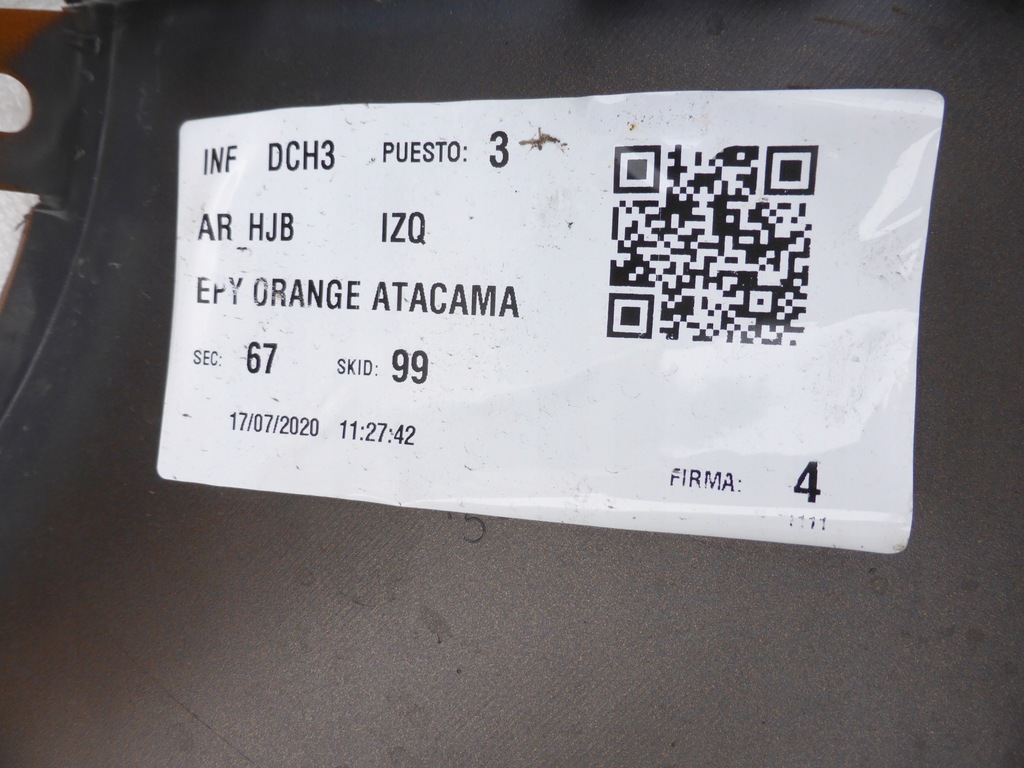 INF DCH3 PUESTO: 3
AR HJB IZQ
EPY ORANGE ATACAMA
SEC: 67 SKID: 99
17/07/2020 11:27:42
FIRMA: 4
1111